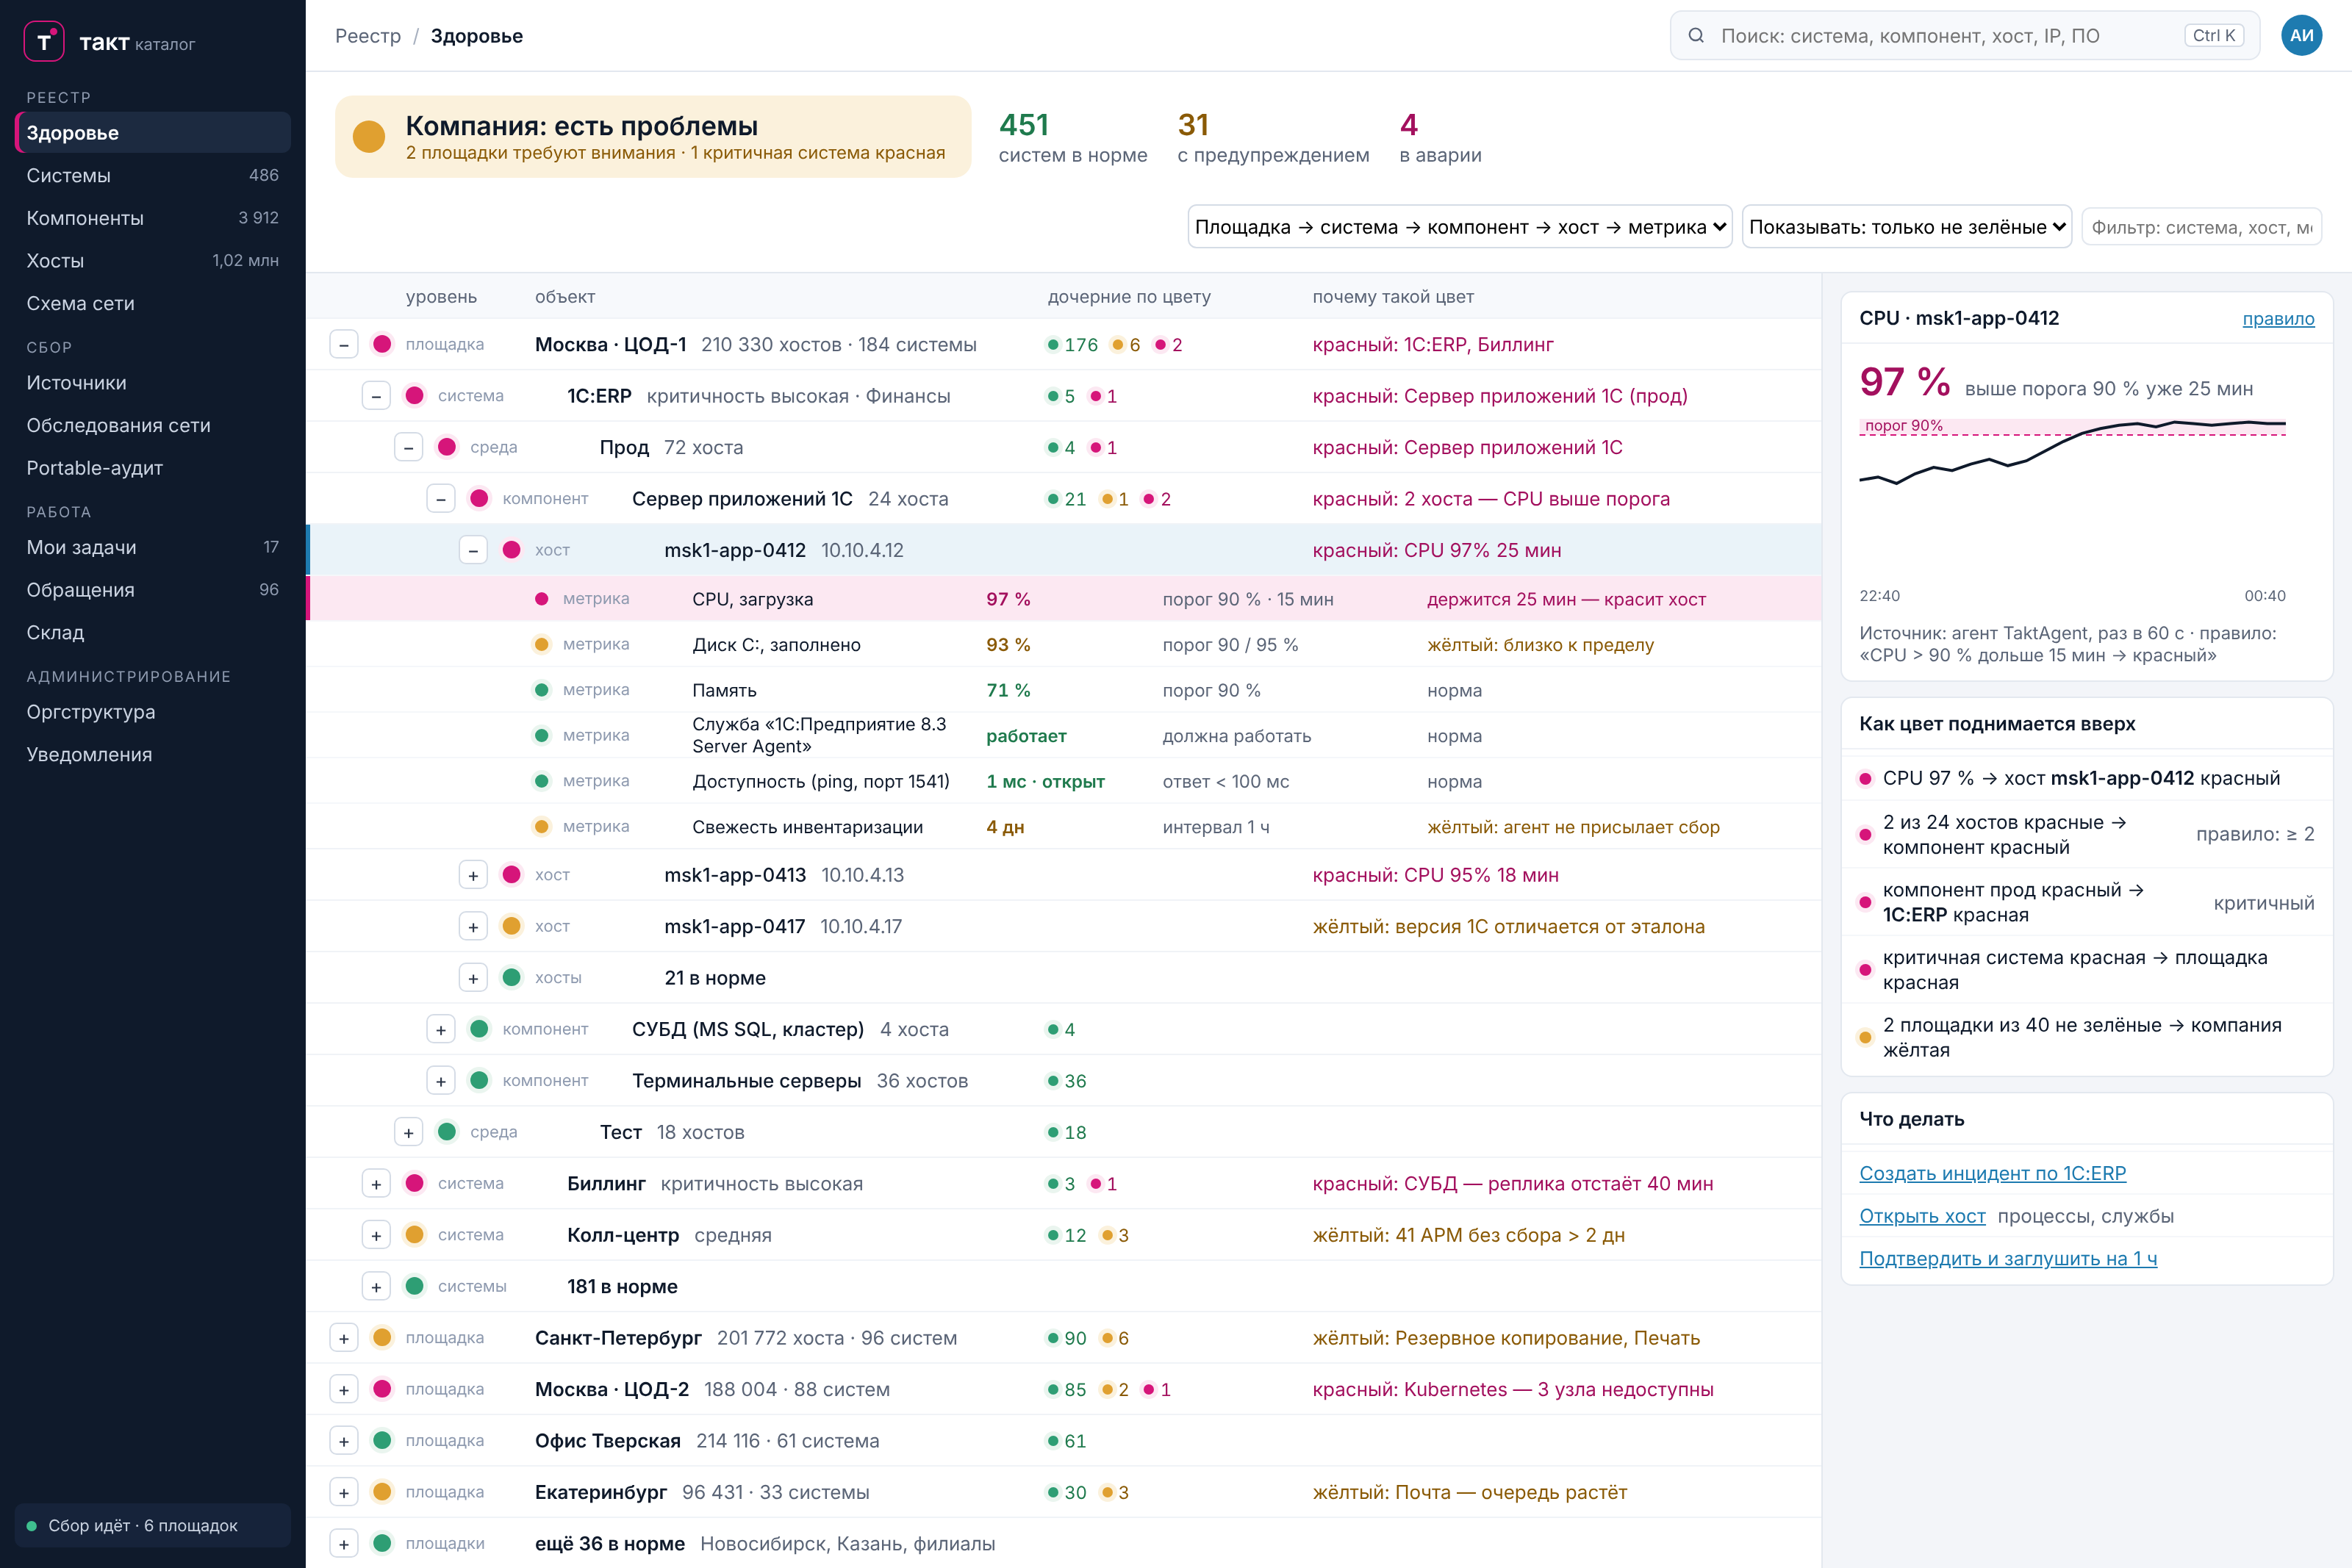 такт каталог
РЕЕСТР
Здоровье
Системы 486
Компоненты 3 912
Хосты 1,02 млн
Схема сети
СБОР
Источники
Обследования сети
Portable-аудит
РАБОТА
Мои задачи 17
Обращения 96
Склад
АДМИНИСТРИРОВАНИЕ
Оргструктура
Уведомления
Сбор идёт · 6 площадок
Реестр / Здоровье
Поиск: система, компонент, хост, IP, ПО Ctrl K
АИ
Компания: есть проблемы
2 площадки требуют внимания · 1 критичная система красная
451 систем в норме
31 с предупреждением
4 в аварии
Площадка → система → компонент → хост → метрика
Показывать: только не зелёные
Фильтр: система, хост, м
уровень объект дочерние по цвету почему такой цвет
− площадка Москва · ЦОД-1 210 330 хостов · 184 системы 176 6 2 красный: 1С:ERP, Биллинг
− система 1С:ERP критичность высокая · Финансы 5 1 красный: Сервер приложений 1С (прод)
− среда Прод 72 хоста 4 1 красный: Сервер приложений 1С
− компонент Сервер приложений 1С 24 хоста 21 1 2 красный: 2 хоста — CPU выше порога
− хост msk1-app-0412 10.10.4.12 красный: CPU 97% 25 мин
метрика CPU, загрузка 97 % порог 90 % · 15 мин держится 25 мин — красит хост
метрика Диск C:, заполнено 93 % порог 90 / 95 % жёлтый: близко к пределу
метрика Память 71 % порог 90 % норма
метрика Служба «1С:Предприятие 8.3
Server Agent» работает должна работать норма
метрика Доступность (ping, порт 1541) 1 мс · открыт ответ < 100 мс норма
метрика Свежесть инвентаризации 4 дн интервал 1 ч жёлтый: агент не присылает сбор
+ хост msk1-app-0413 10.10.4.13 красный: CPU 95% 18 мин
+ хост msk1-app-0417 10.10.4.17 жёлтый: версия 1С отличается от эталона
+ хосты 21 в норме
+ компонент СУБД (MS SQL, кластер) 4 хоста 4
+ компонент Терминальные серверы 36 хостов 36
+ среда Тест 18 хостов 18
+ система Биллинг критичность высокая 3 1 красный: СУБД — реплика отстаёт 40 мин
+ система Колл-центр средняя 12 3 жёлтый: 41 АРМ без сбора > 2 дн
+ системы 181 в норме
+ площадка Санкт-Петербург 201 772 хоста · 96 систем 90 6 жёлтый: Резервное копирование, Печать
+ площадка Москва · ЦОД-2 188 004 · 88 систем 85 2 1 красный: Kubernetes — 3 узла недоступны
+ площадка Офис Тверская 214 116 · 61 система 61
+ площадка Екатеринбург 96 431 · 33 системы 30 3 жёлтый: Почта — очередь растёт
+ площадки ещё 36 в норме Новосибирск, Казань, филиалы
CPU · msk1-app-0412 правило
97 % выше порога 90 % уже 25 мин
порог 90%
22:40 00:40
Источник: агент TaktAgent, раз в 60 с · правило:
«CPU > 90 % дольше 15 мин → красный»
Как цвет поднимается вверх
CPU 97 % → хост msk1-app-0412 красный
2 из 24 хостов красные →
компонент красный правило: ≥ 2
компонент прод красный →
1С:ERP красная критичный
критичная система красная → площадка
красная
2 площадки из 40 не зелёные → компания
жёлтая
Что делать
Создать инцидент по 1С:ERP
Открыть хост процессы, службы
Подтвердить и заглушить на 1 ч